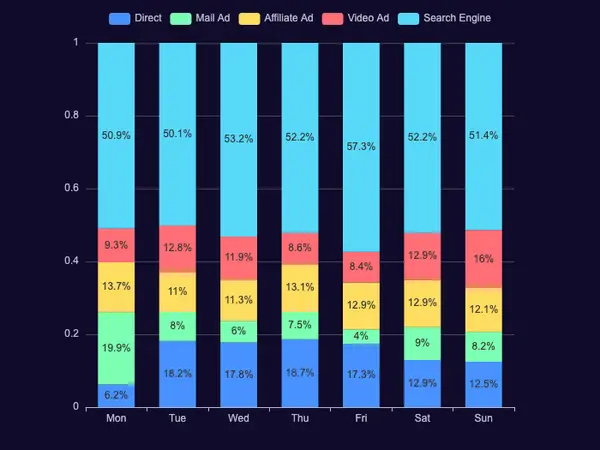 Direct Mail Ad Affiliate Ad Video Ad Search Engine
1
50.9% 50.1% 53.2% 52.2% 57.3% 52.2% 51.4%
0.8
0.6
9.3% 12.8% 11.9% 8.6% 8.4% 12.9% 16%
0.4
13.7% 11% 11.3% 13.1% 12.9% 12.9% 12.1%
0.2
19.9% 8% 6% 7.5% 4% 9% 8.2%
6.2% 18.2% 17.8% 18.7% 17.3% 12.9% 12.5%
0
Mon Tue Wed Thu Fri Sat Sun